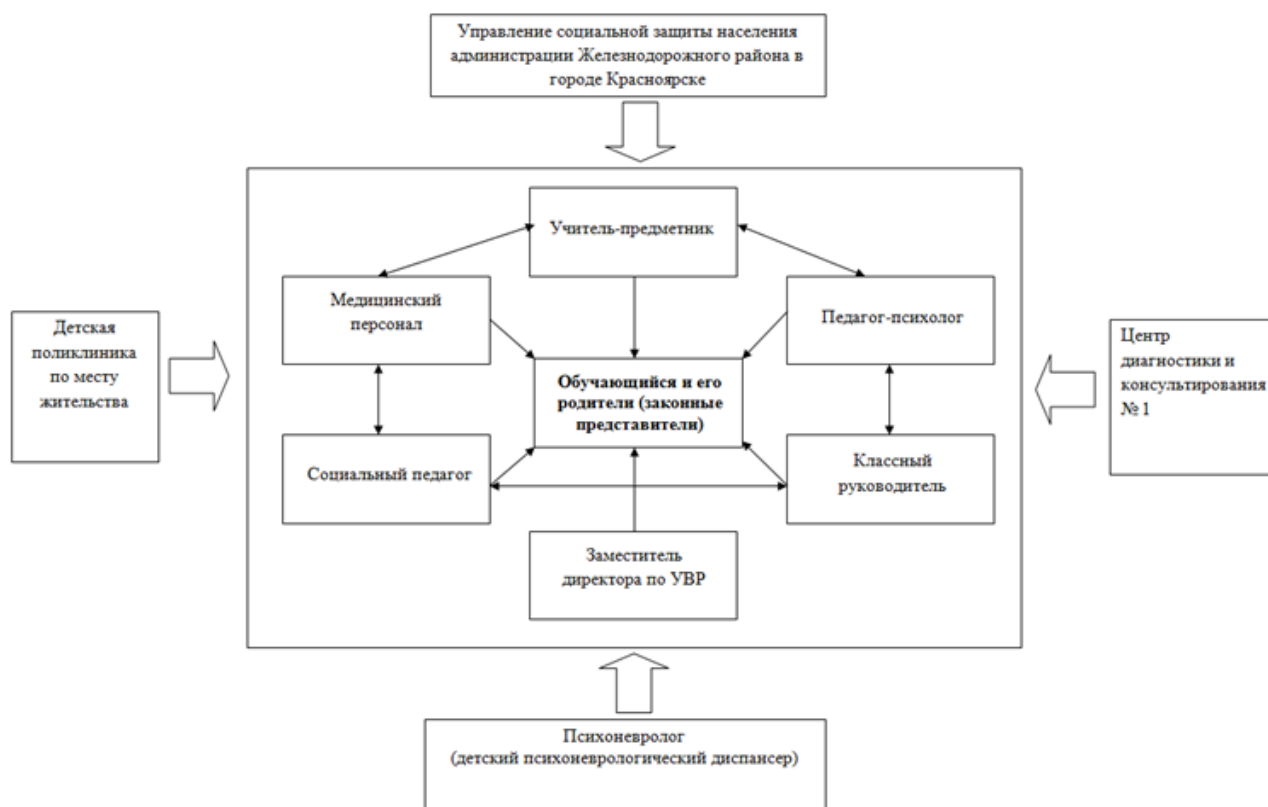 Управление социальной защиты населения
администрации Железнодорожного района в
городе Красноярске
Учитель-предметник
Медицинский
персонал
Педагог-психолог
Детская
поликлиника
по месту
жительства
Центр
диагностики и
консультирования
№ 1
Обучающийся и его
родители (законные
представители)
Социальный педагог
Классный
руководитель
Заместитель
директора по УВР
Психоневролог
(детский психоневрологический диспансер)